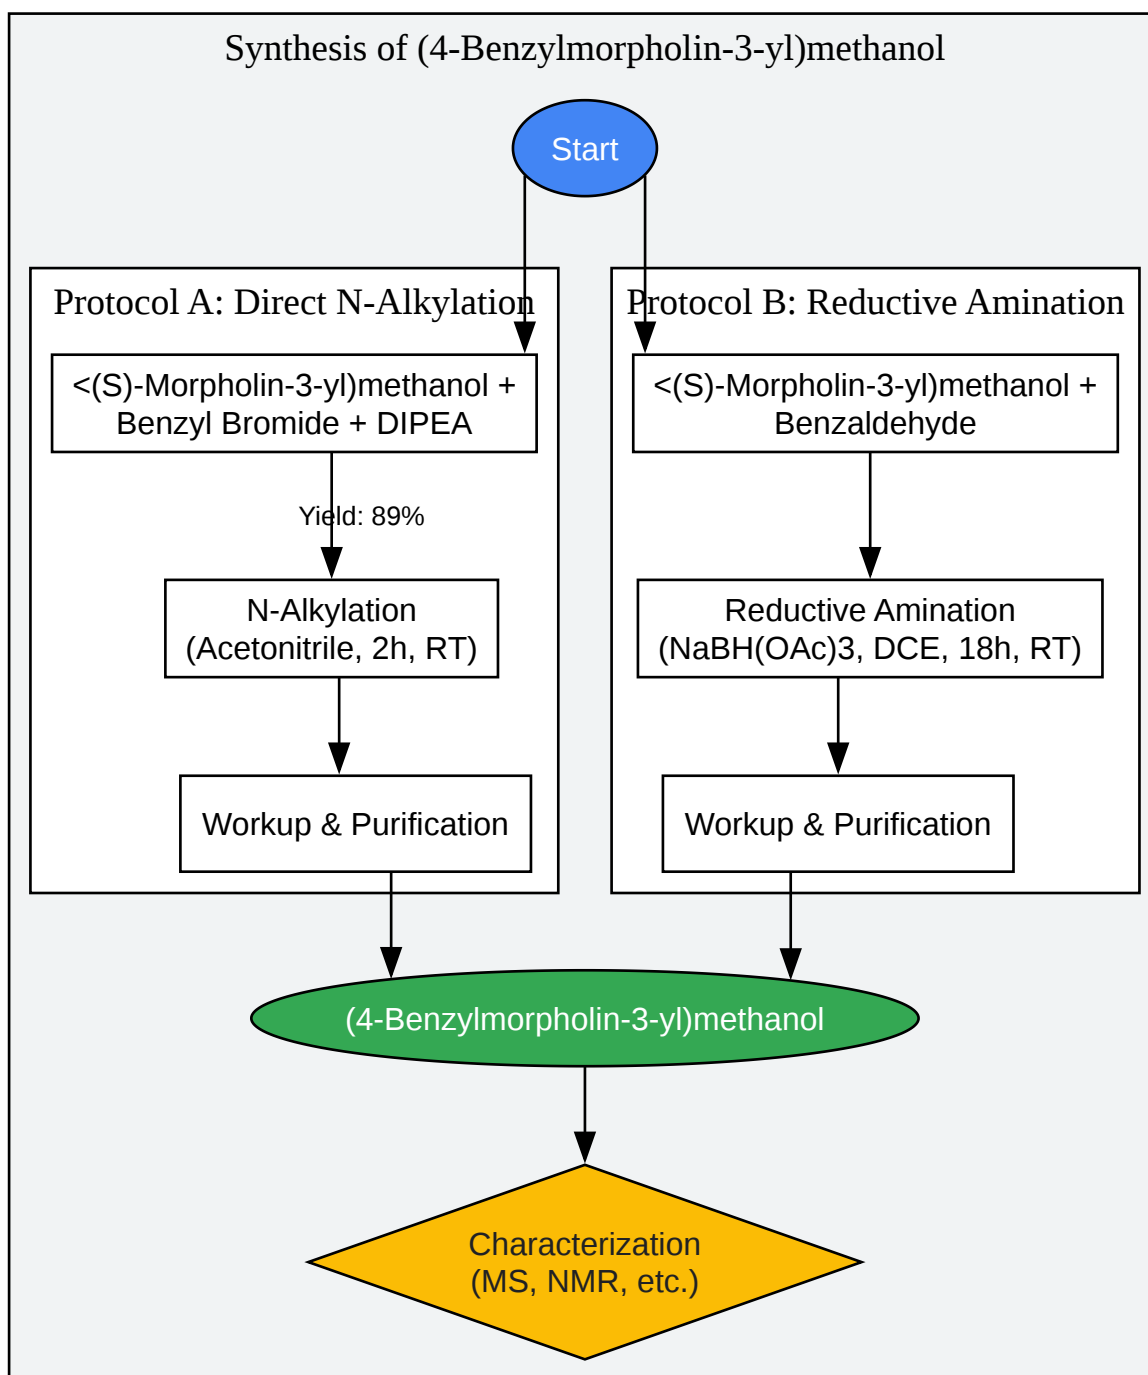 Synthesis of (4-Benzylmorpholin-3-yl)methanol
Start
Protocol A: Direct N-Alkylation
<(S)-Morpholin-3-yl)methanol +
Benzyl Bromide + DIPEA
Yield: 89%
N-Alkylation
(Acetonitrile, 2h, RT)
Workup & Purification
Protocol B: Reductive Amination
<(S)-Morpholin-3-yl)methanol +
Benzaldehyde
Reductive Amination
(NaBH(OAc)3, DCE, 18h, RT)
Workup & Purification
(4-Benzylmorpholin-3-yl)methanol
Characterization
(MS, NMR, etc.)